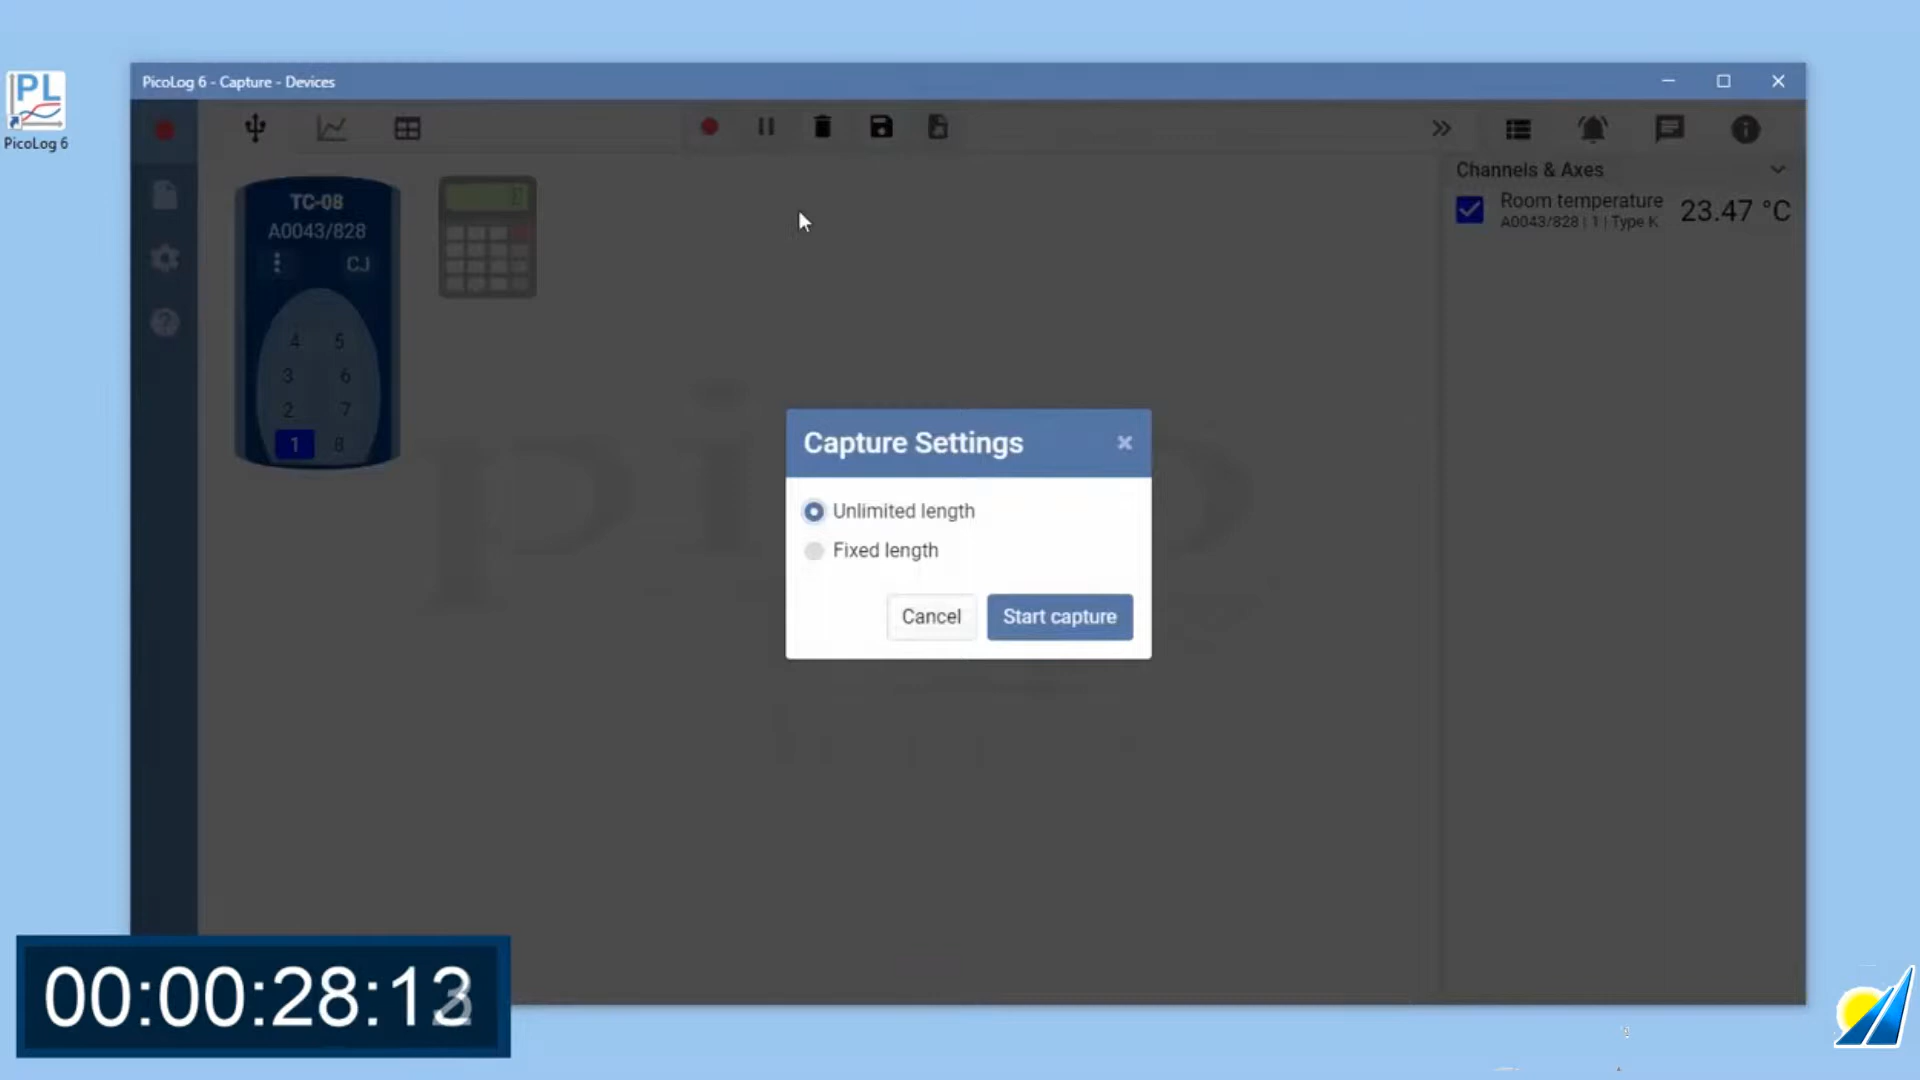 PL
PicoLog 6
PicoLog 6 - Capture - Devices
TC-08
A0043/828
CJ
4 5
3 6
2 7
1 8
Channels & Axes
Room temperature
A0043/828 | 1 | Type K
23.47 °C
Capture Settings
Unlimited length
Fixed length
Cancel
Start capture
00:00:28:13